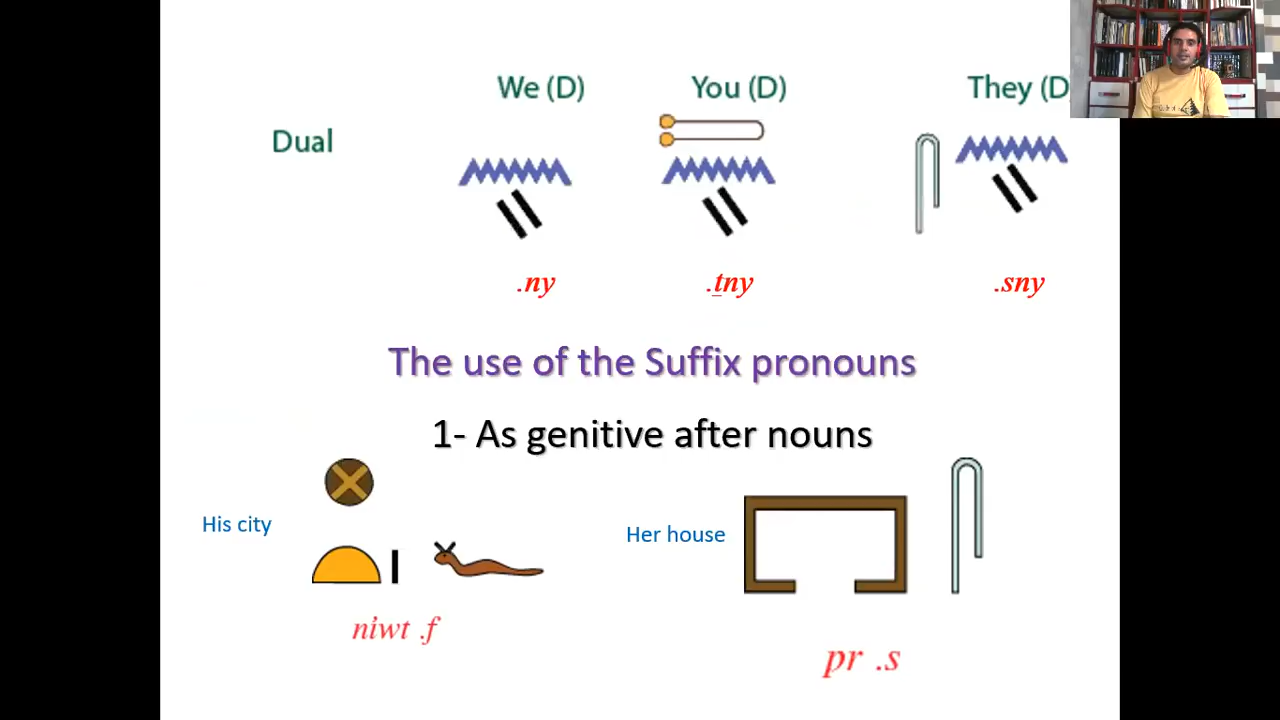 We (D) You (D) They (D
Dual
.ny .ṯny .sny
The use of the Suffix pronouns
1- As genitive after nouns
His city Her house
niwt .f
pr .s